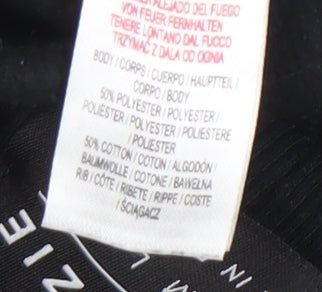 ALEJADO DEL FUEGO
VON FEUER FERNHALTEN
TENERE LONTANO DAL FUOCO
TRZYMAĆ Z DALA OD OGNIA
BODY / CORPS / CUERPO / HAUPTTEIL /
CORPO / BODY
50% POLYESTER / POLYESTER /
POLIÉSTER / POLYESTER / POLIESTERE
/ POLIESTER
50% COTTON / COTON / ALGODÓN /
BAUMWOLLE / COTONE / BAWEŁNA
RIB / CÔTE / RIBETE / RIPPE / COSTE
/ ŚCIĄGACZ
ZIE